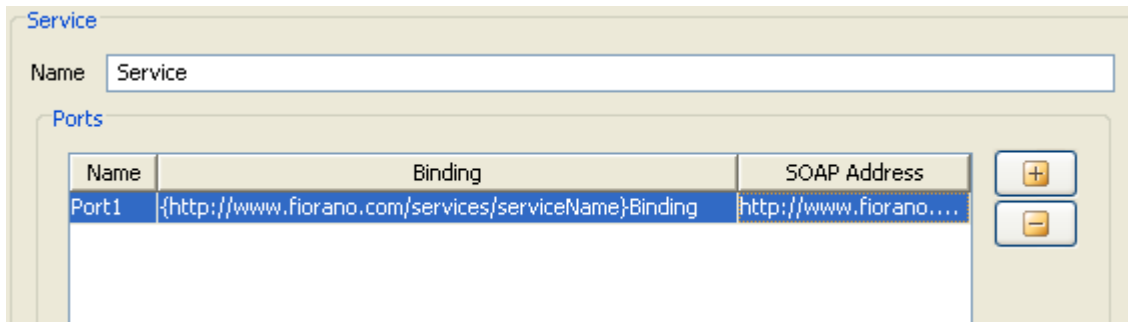 Service
Name Service
Ports
Name Binding SOAP Address
Port1 {http://www.fiorano.com/services/serviceName}Binding http://www.fiorano....